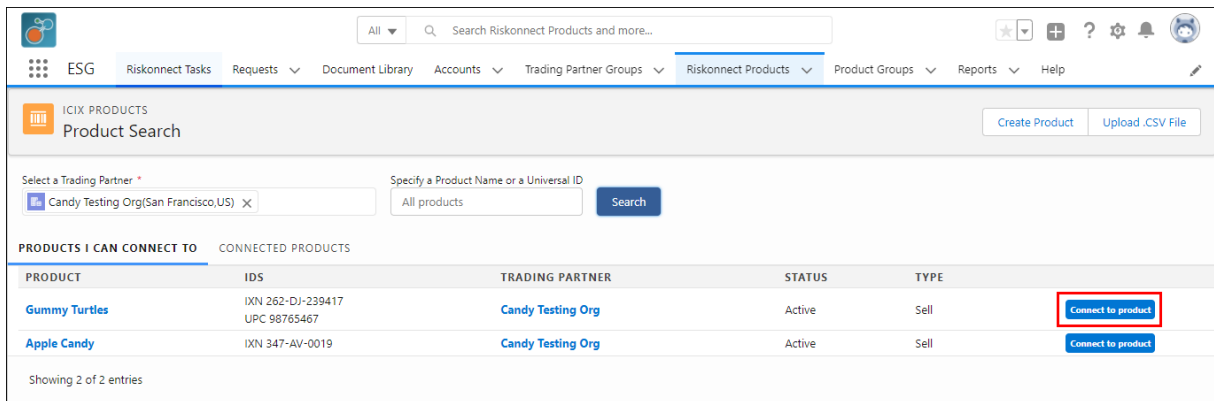 All
Search Riskonnect Products and more...
ESG Riskonnect Tasks Requests Document Library Accounts Trading Partner Groups Riskonnect Products Product Groups Reports Help
ICIX PRODUCTS
Product Search
Create Product Upload .CSV File
Select a Trading Partner * Specify a Product Name or a Universal ID
Candy Testing Org(San Francisco,US) All products Search
PRODUCTS I CAN CONNECT TO CONNECTED PRODUCTS
PRODUCT IDS TRADING PARTNER STATUS TYPE
Gummy Turtles IXN 262-DJ-239417 Candy Testing Org Active Sell Connect to product
UPC 98765467
Apple Candy IXN 347-AV-0019 Candy Testing Org Active Sell Connect to product
Showing 2 of 2 entries